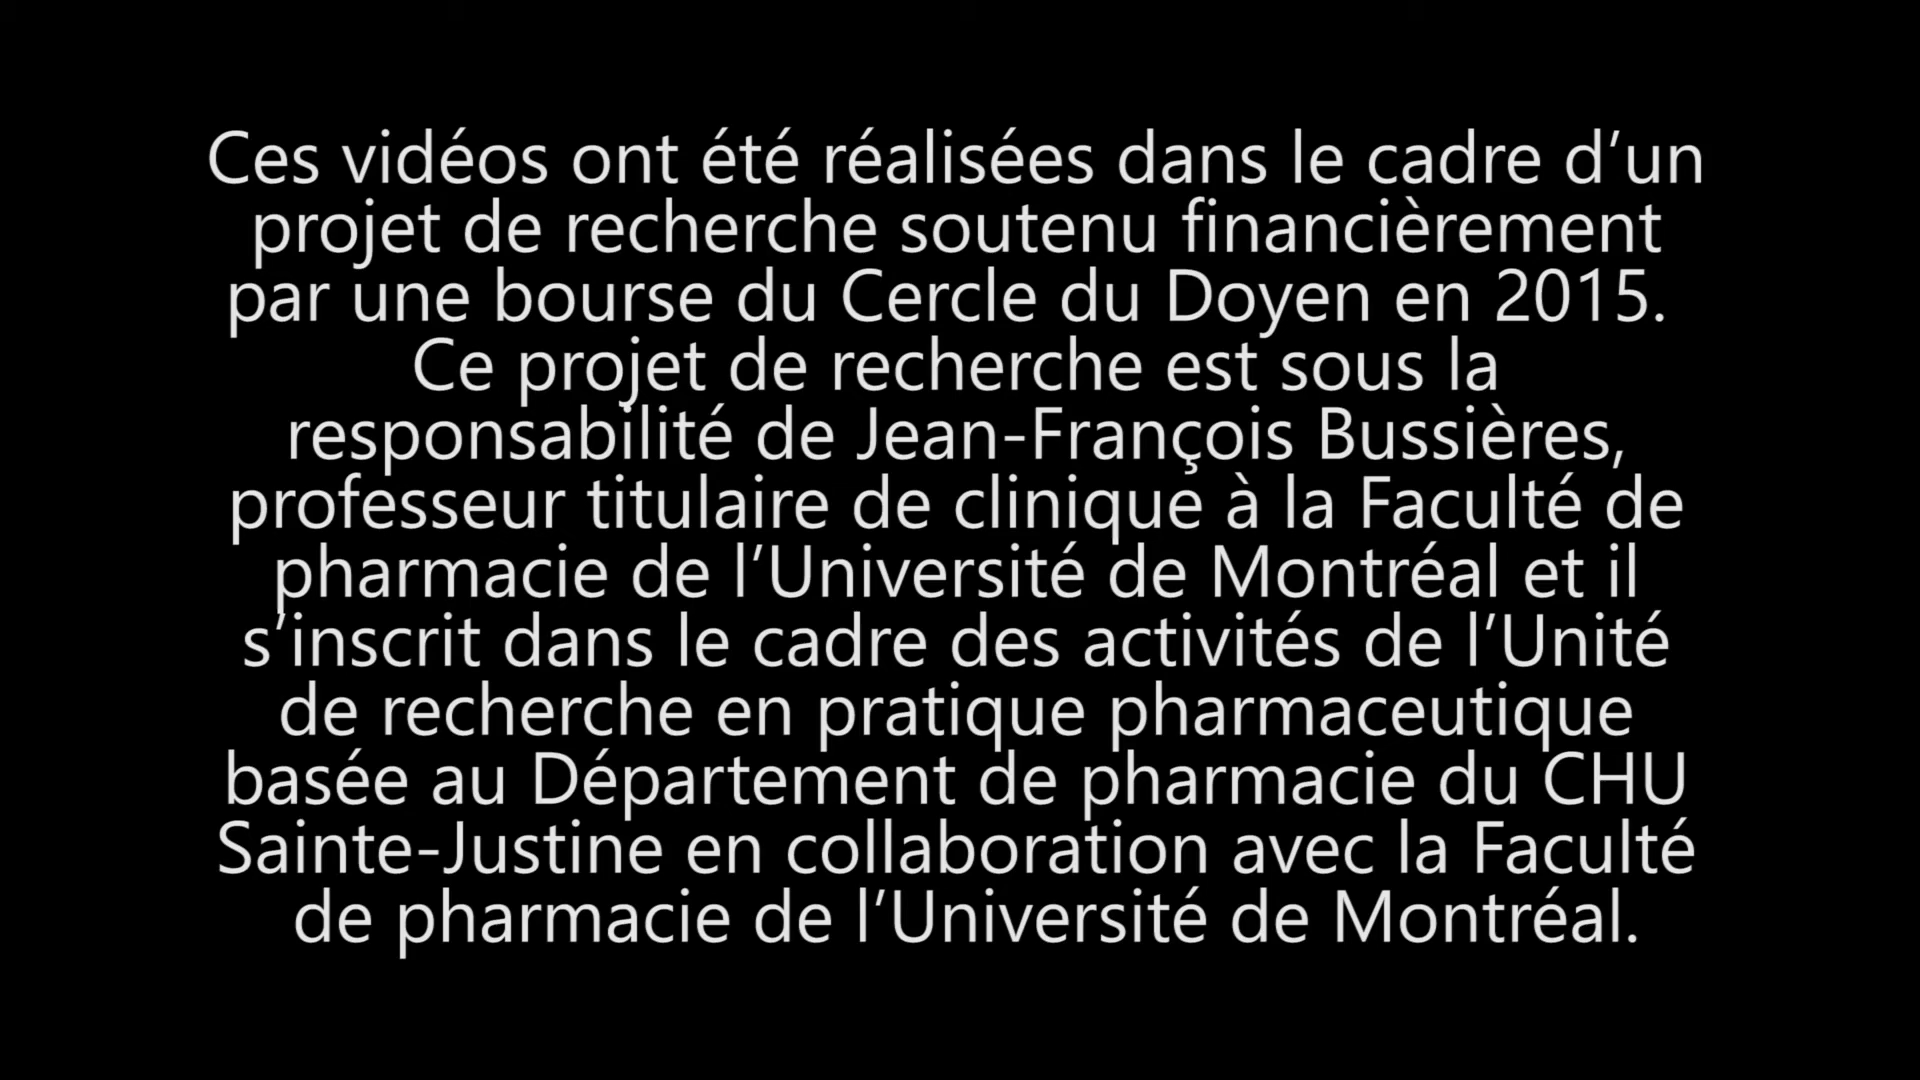 Ces vidéos ont été réalisées dans le cadre d’un
projet de recherche soutenu financièrement
par une bourse du Cercle du Doyen en 2015.
Ce projet de recherche est sous la
responsabilité de Jean-François Bussières,
professeur titulaire de clinique à la Faculté de
pharmacie de l’Université de Montréal et il
s’inscrit dans le cadre des activités de l’Unité
de recherche en pratique pharmaceutique
basée au Département de pharmacie du CHU
Sainte-Justine en collaboration avec la Faculté
de pharmacie de l’Université de Montréal.